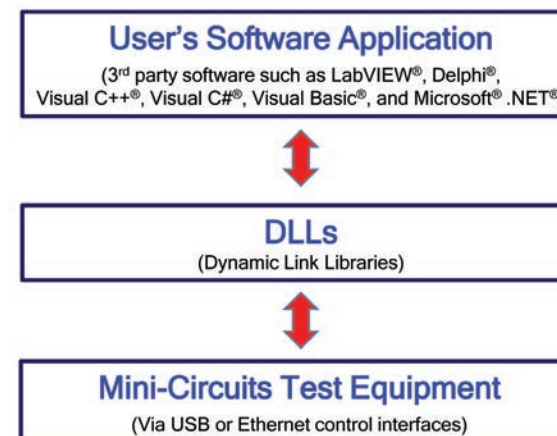 User's Software Application
(3rd party software such as LabVIEW®, Delphi®,
Visual C++®, Visual C#®, Visual Basic®, and Microsoft® .NET®
DLLs
(Dynamic Link Libraries)
Mini-Circuits Test Equipment
(Via USB or Ethernet control interfaces)